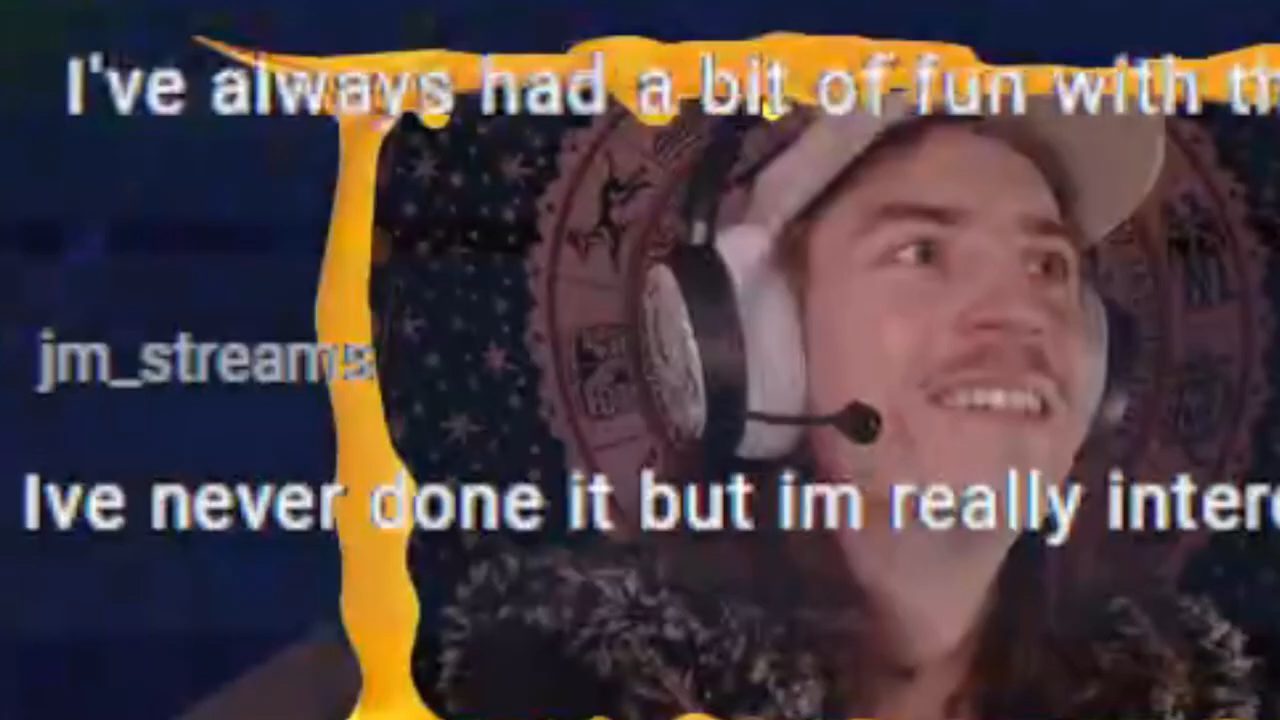 I've always had a bit of fun with
jm_streams
Ive never done it but im really